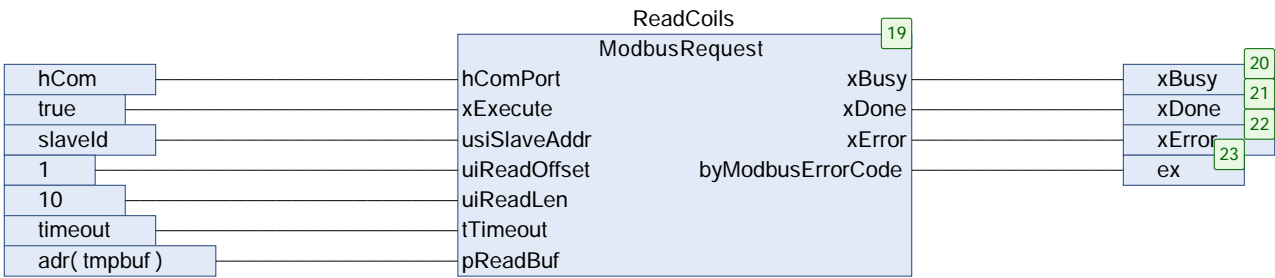 ReadCoils
19
ModbusRequest
hCom hComPort xBusy xBusy 20
true xExecute xDone xDone 21
slaveId usiSlaveAddr xError xError 22
1 uiReadOffset byModbusErrorCode ex 23
10 uiReadLen
timeout tTimeout
adr(tmpbuf) pReadBuf